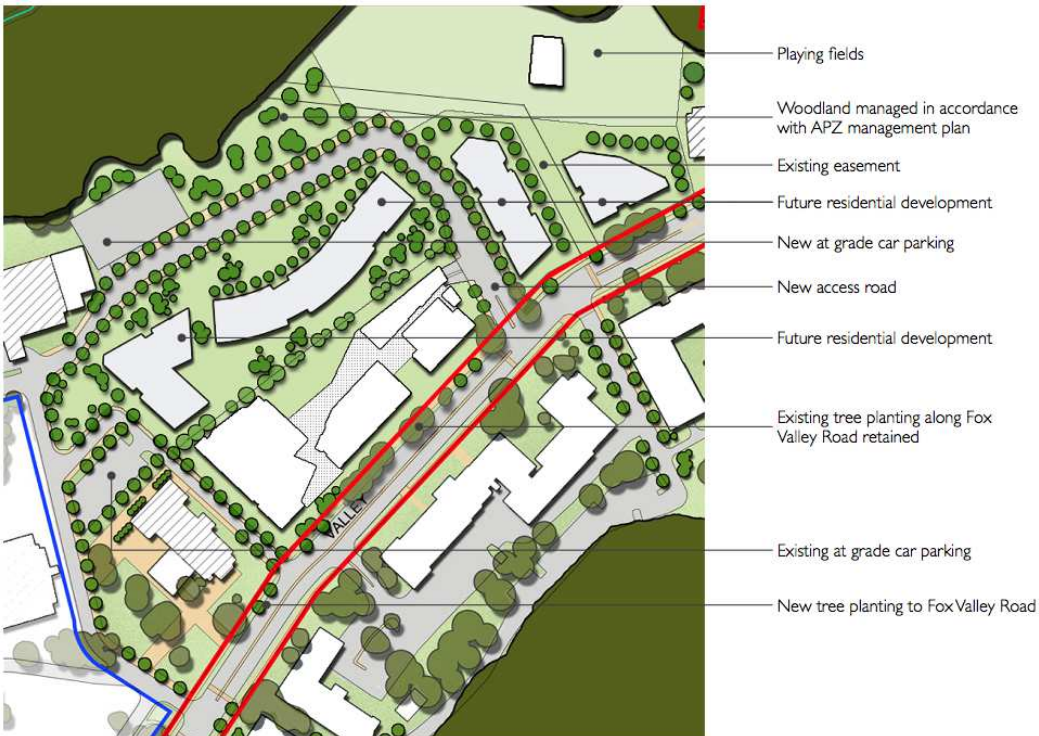 Playing fields
Woodland managed in accordance
with APZ management plan
Existing easement
Future residential development
New at grade car parking
New access road
Future residential development
Existing tree planting along Fox
Valley Road retained
VALLEY
Existing at grade car parking
New tree planting to Fox Valley Road